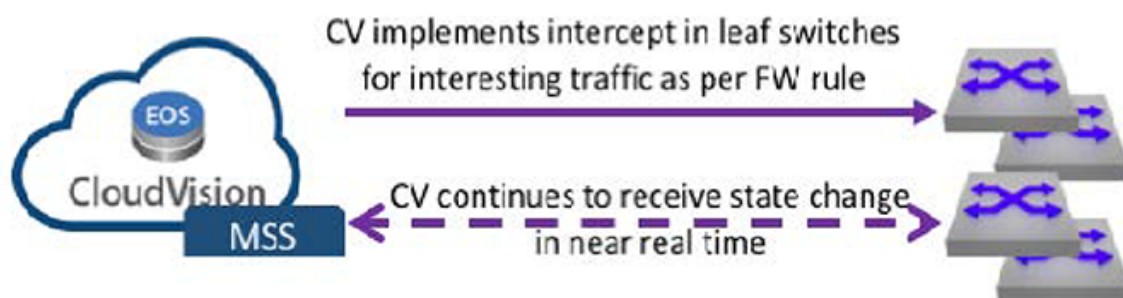 CV implements intercept in leaf switches
for interesting traffic as per FW rule
EOS
CloudVision
MSS
CV continues to receive state change
in near real time